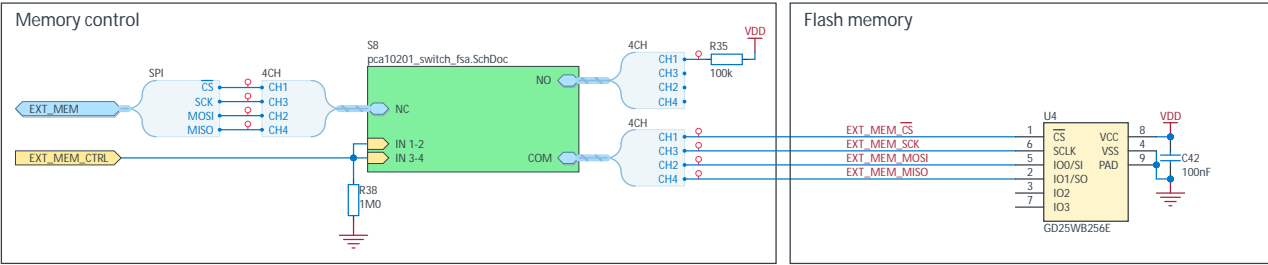 Memory control
Flash memory
S8
pca10201_switch_fsa.SchDoc
SPI
4CH
CS
CH1
SCK
CH3
MOSI
CH2
MISO
CH4
EXT_MEM
EXT_MEM_CTRL
NC
IN 1-2
IN 3-4
NO
COM
R38
1M0
4CH
CH1
CH3
CH2
CH4
R35
100k
VDD
4CH
CH1
CH3
CH2
CH4
EXT_MEM_CS
EXT_MEM_SCK
EXT_MEM_MOSI
EXT_MEM_MISO
U4
1 CS VCC 8
6 SCLK VSS 4
5 IO0/SI PAD 9
2 IO1/SO
3 IO2
7 IO3
GD25WB256E
VDD
C42
100nF